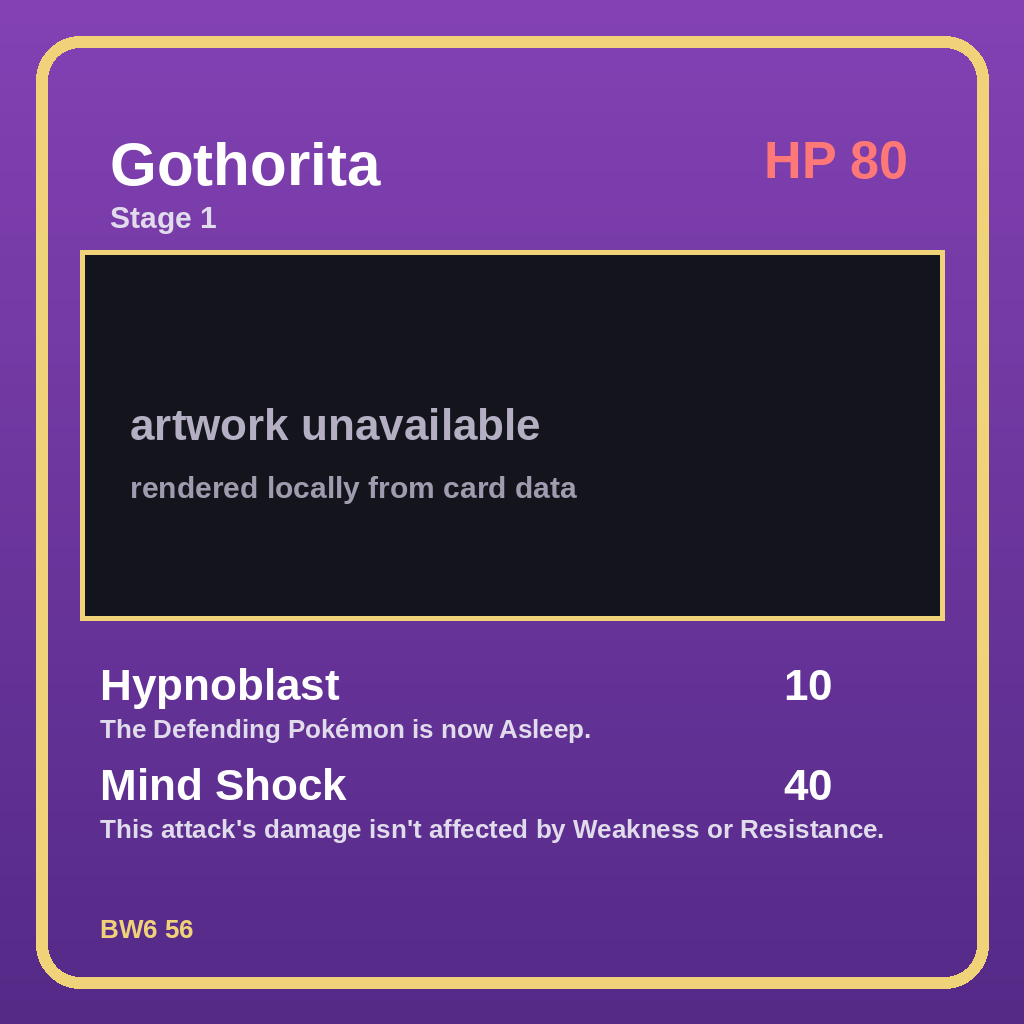 Gothorita
HP 80
Stage 1
artwork unavailable
rendered locally from card data
Hypnoblast 10
The Defending Pokémon is now Asleep.
Mind Shock 40
This attack's damage isn't affected by Weakness or Resistance.
BW6 56